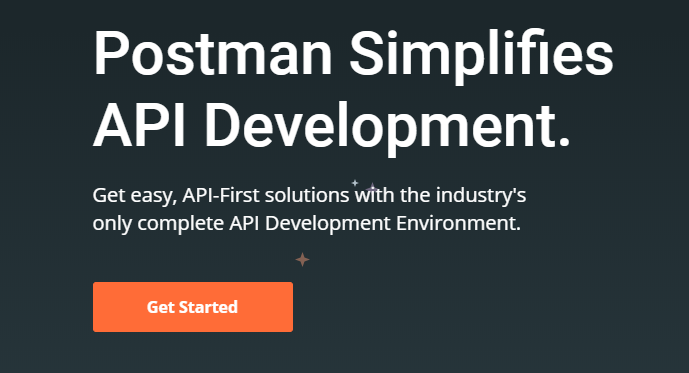 Postman Simplifies
API Development.
Get easy, API-First solutions with the industry's
only complete API Development Environment.
Get Started